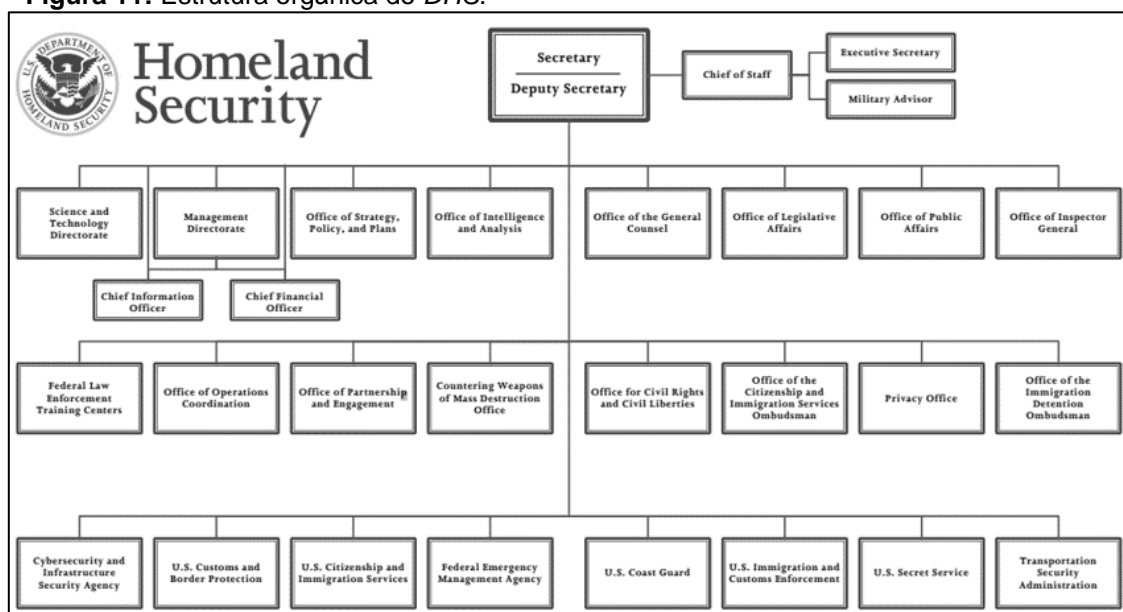 Figura 11: Estrutura orgânica do DHS.
U.S. DEPARTMENT OF
HOMELAND SECURITY
Homeland
Security
Secretary
Deputy Secretary
Chief of Staff
Executive Secretary
Military Advisor
Science and
Technology
Directorate
Management
Directorate
Office of Strategy,
Policy, and Plans
Office of Intelligence
and Analysis
Office of the General
Counsel
Office of Legislative
Affairs
Office of Public
Affairs
Office of Inspector
General
Chief Information
Officer
Chief Financial
Officer
Federal Law
Enforcement
Training Centers
Office of Operations
Coordination
Office of Partnership
and Engagement
Countering Weapons
of Mass Destruction
Office
Office for Civil Rights
and Civil Liberties
Office of the
Citizenship and
Immigration Services
Ombudsman
Privacy Office
Office of the
Immigration
Detention
Ombudsman
Cybersecurity and
Infrastructure
Security Agency
U.S. Customs and
Border Protection
U.S. Citizenship and
Immigration Services
Federal Emergency
Management Agency
U.S. Coast Guard
U.S. Immigration and
Customs Enforcement
U.S. Secret Service
Transportation
Security
Administration